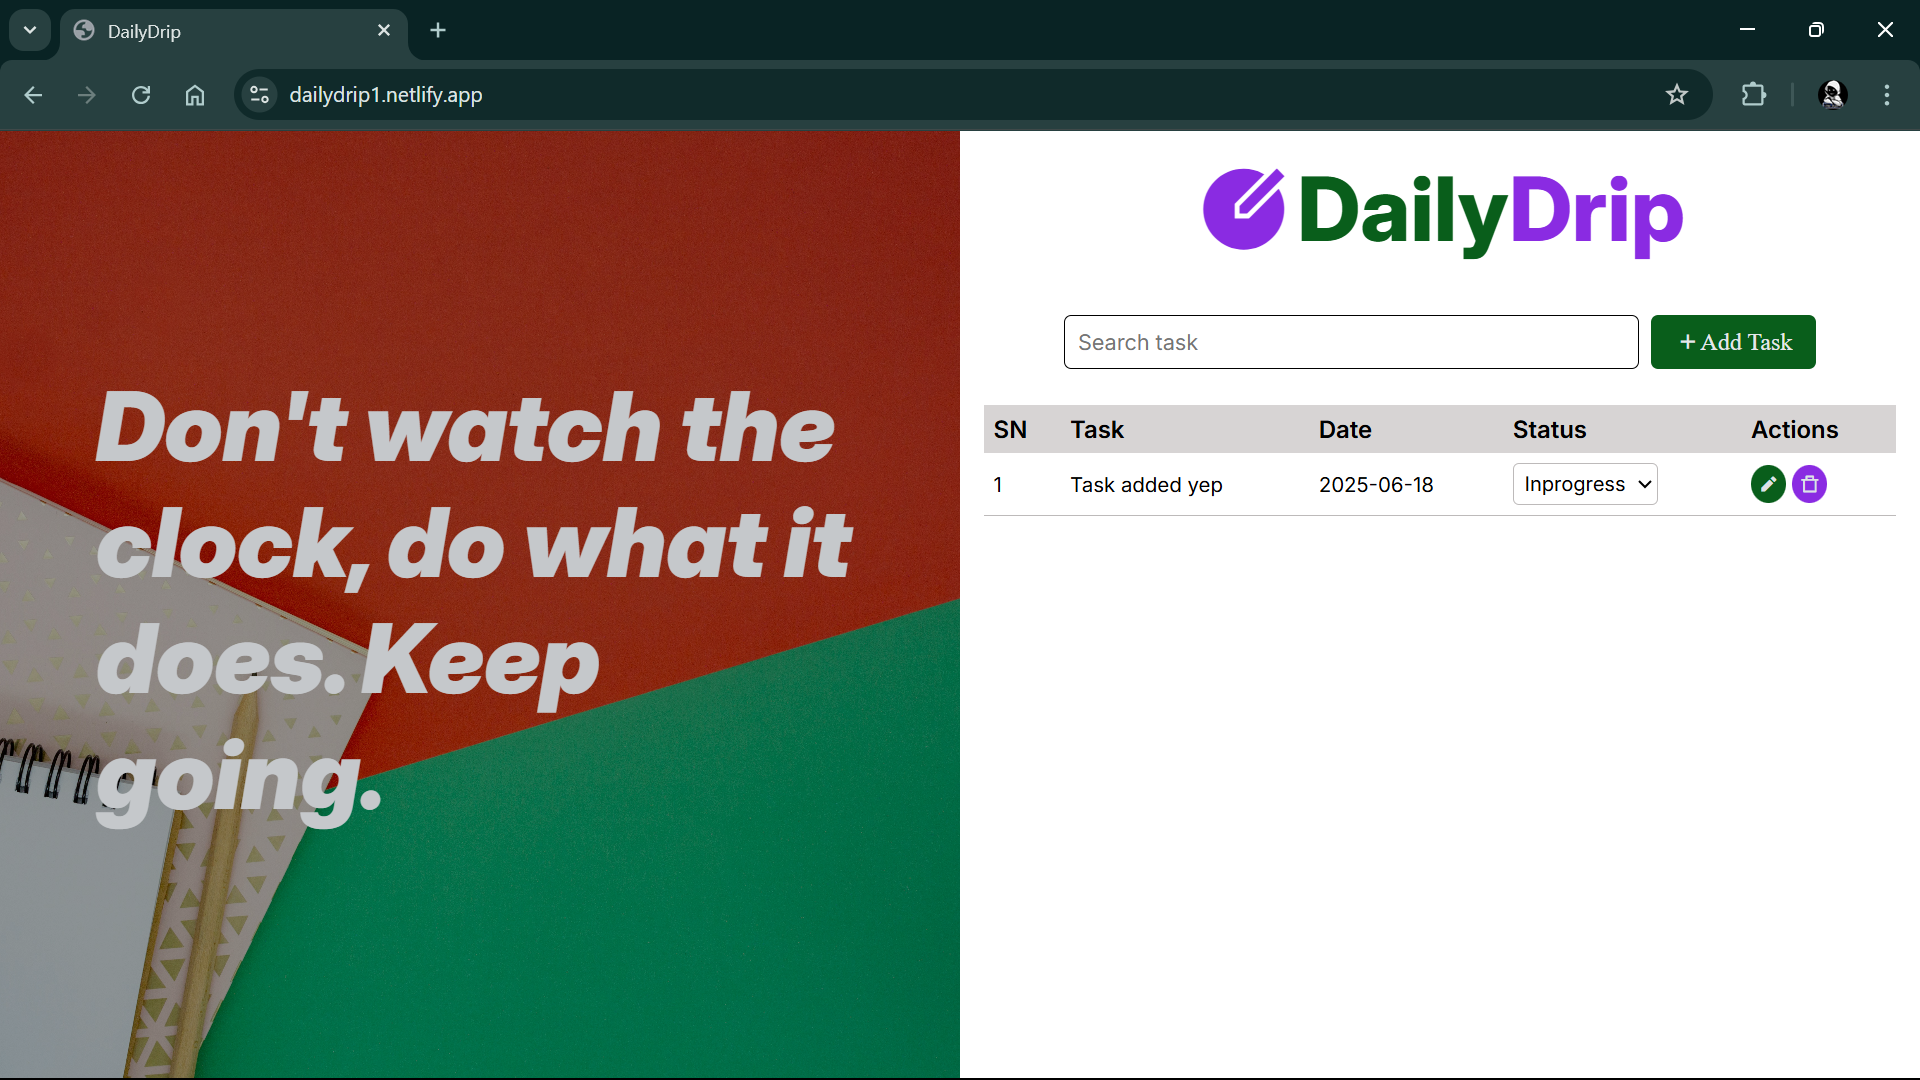 DailyDrip
dailydrip1.netlify.app
Don't watch the
clock, do what it
does. Keep
going.
DailyDrip
Search task
+ Add Task
SN Task Date Status Actions
1 Task added yep 2025-06-18 Inprogress